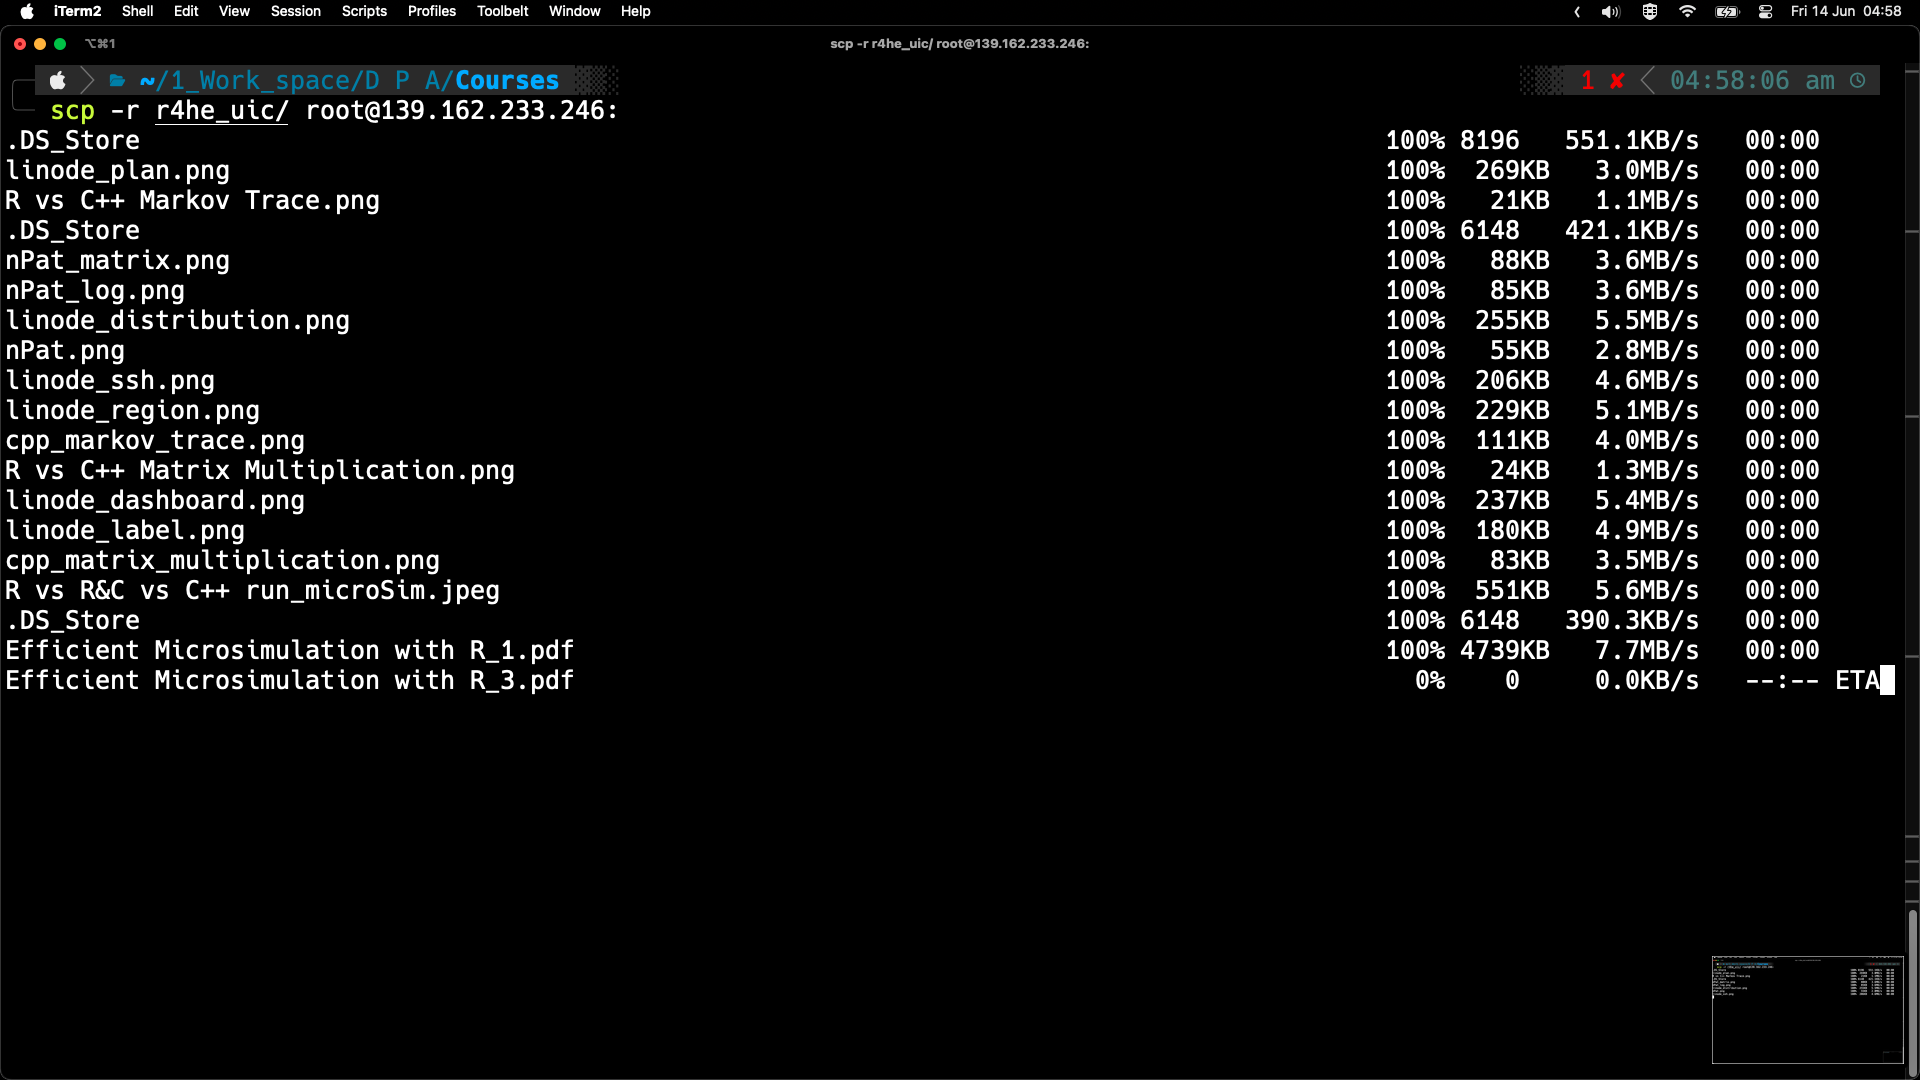 iTerm2 Shell Edit View Session Scripts Profiles Toolbelt Window Help Fri 14 Jun 04:58
⌥⌘1 scp -r r4he_uic/ root@139.162.233.246:
~/1_Work_space/D P A/Courses 1 ✘ 04:58:06 am
scp -r r4he_uic/ root@139.162.233.246:
.DS_Store 100% 8196 551.1KB/s 00:00
linode_plan.png 100% 269KB 3.0MB/s 00:00
R vs C++ Markov Trace.png 100% 21KB 1.1MB/s 00:00
.DS_Store 100% 6148 421.1KB/s 00:00
nPat_matrix.png 100% 88KB 3.6MB/s 00:00
nPat_log.png 100% 85KB 3.6MB/s 00:00
linode_distribution.png 100% 255KB 5.5MB/s 00:00
nPat.png 100% 55KB 2.8MB/s 00:00
linode_ssh.png 100% 206KB 4.6MB/s 00:00
linode_region.png 100% 229KB 5.1MB/s 00:00
cpp_markov_trace.png 100% 111KB 4.0MB/s 00:00
R vs C++ Matrix Multiplication.png 100% 24KB 1.3MB/s 00:00
linode_dashboard.png 100% 237KB 5.4MB/s 00:00
linode_label.png 100% 180KB 4.9MB/s 00:00
cpp_matrix_multiplication.png 100% 83KB 3.5MB/s 00:00
R vs R&C vs C++ run_microSim.jpeg 100% 551KB 5.6MB/s 00:00
.DS_Store 100% 6148 390.3KB/s 00:00
Efficient Microsimulation with R_1.pdf 100% 4739KB 7.7MB/s 00:00
Efficient Microsimulation with R_3.pdf 0% 0 0.0KB/s --:-- ETA